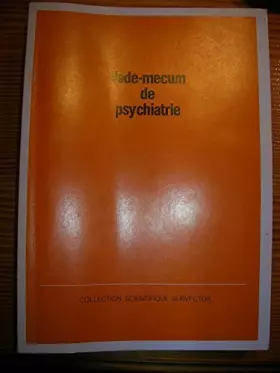 Vade-mecum
de
psychiatrie
COLLECTION SCIENTIFIQUE SURVECTOR